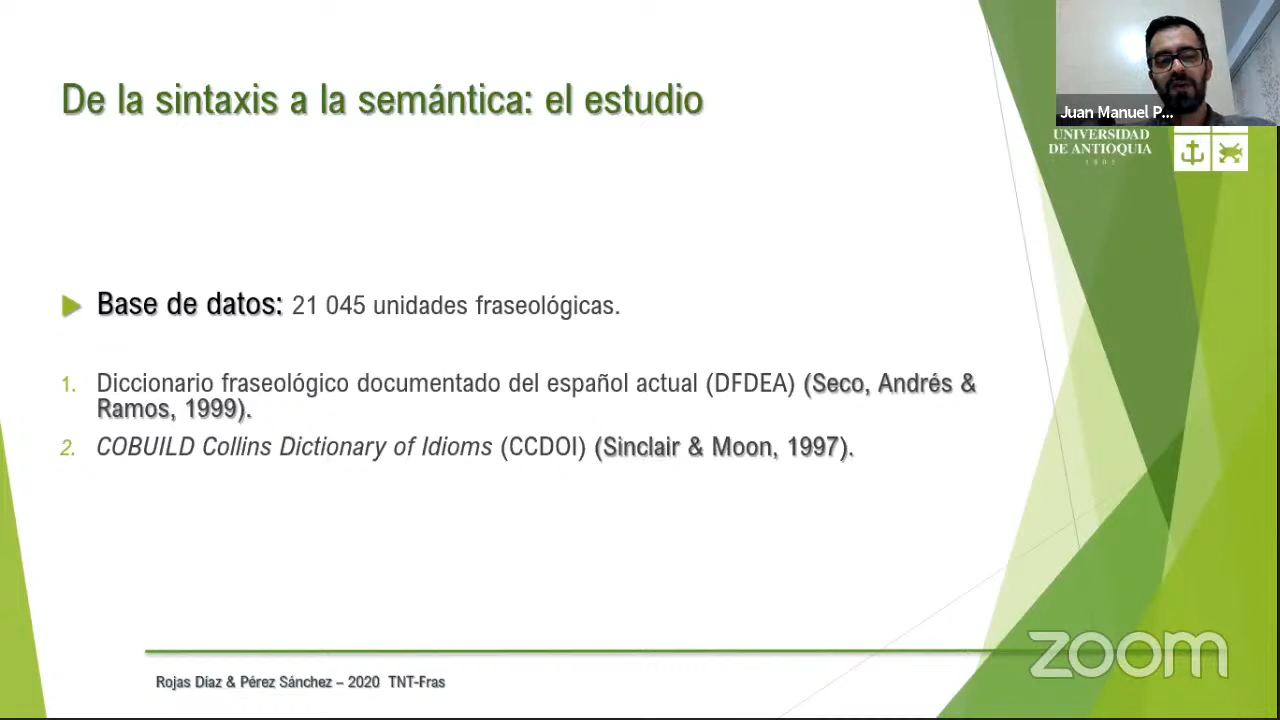 De la sintaxis a la semántica: el estudio
Juan Manuel P...
UNIVERSIDAD
DE ANTIOQUIA
1803
Base de datos: 21 045 unidades fraseológicas.
1. Diccionario fraseológico documentado del español actual (DFDEA) (Seco, Andrés &
Ramos, 1999).
2. COBUILD Collins Dictionary of Idioms (CCDOI) (Sinclair & Moon, 1997).
zoom
Rojas Díaz & Pérez Sánchez – 2020 TNT-Fras